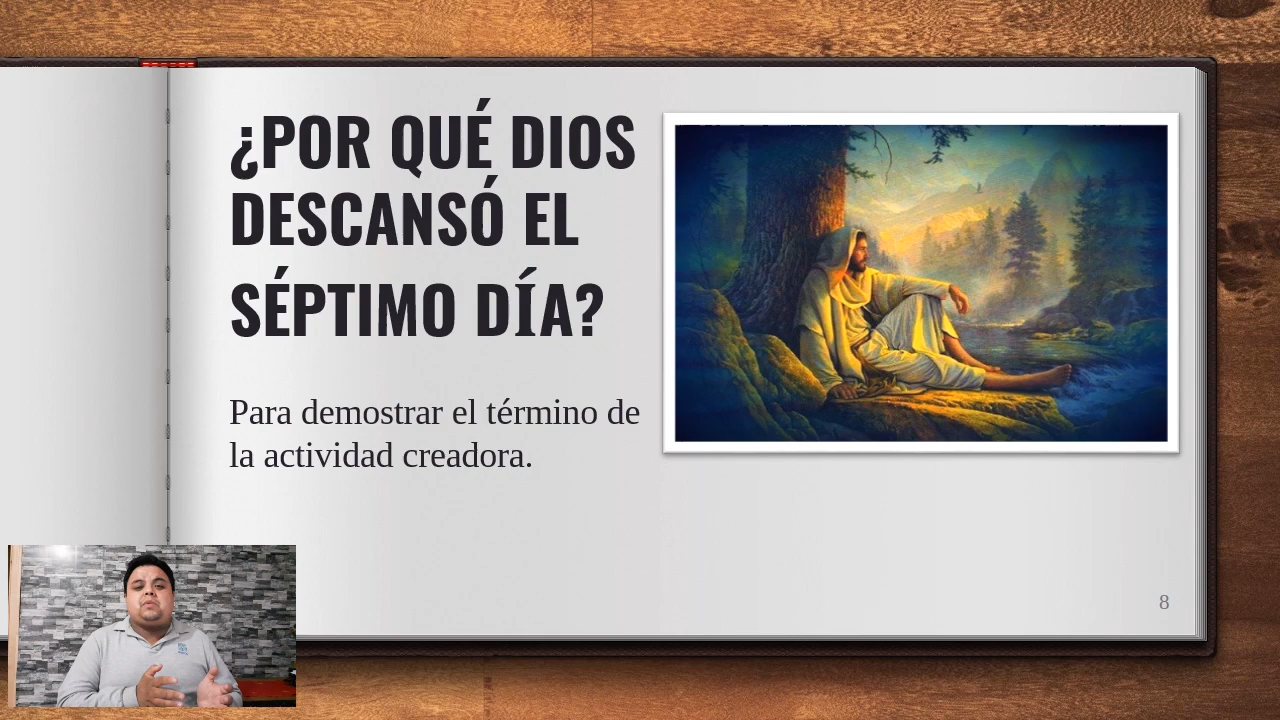 ¿POR QUÉ DIOS
DESCANSÓ EL
SÉPTIMO DÍA?
Para demostrar el término de
la actividad creadora.
8